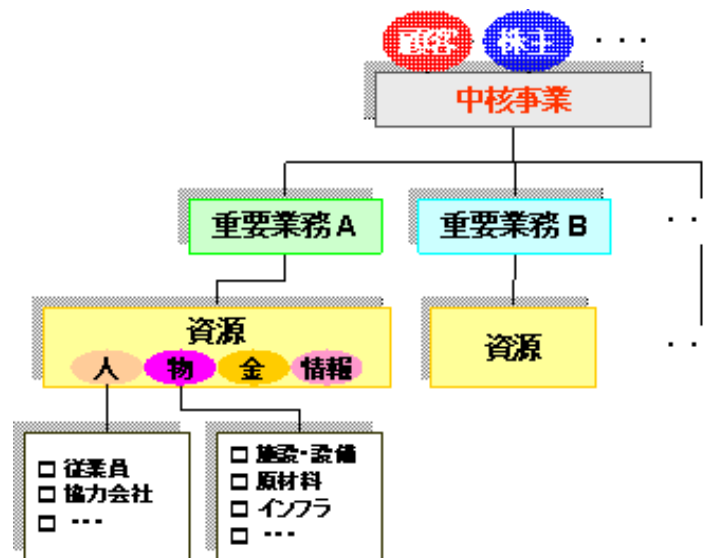 顧客 株主 ・・・
中核事業
重要業務A 重要業務B ・・
資源 資源 ・・
人 物 金 情報
□ 従業員
□ 協力会社
□ ・・・
□ 施設・設備
□ 原材料
□ インフラ
□ ・・・